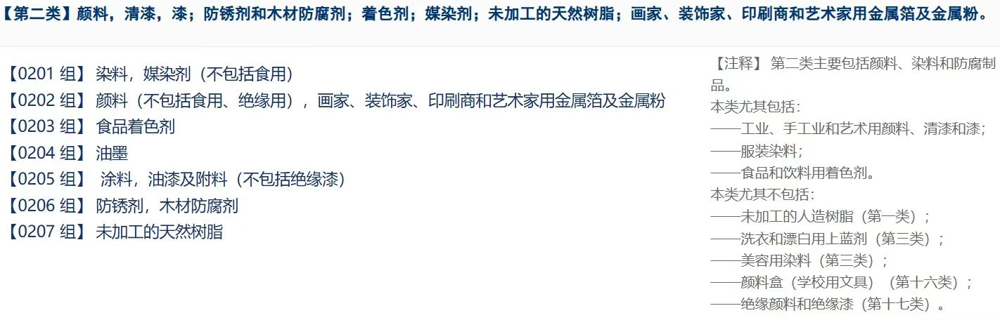 【第二类】颜料，清漆，漆；防锈剂和木材防腐剂；着色剂；媒染剂；未加工的天然树脂；画家、装饰家、印刷商和艺术家用金属箔及金属粉。
【0201 组】 染料，媒染剂（不包括食用）
【0202 组】 颜料（不包括食用、绝缘用），画家、装饰家、印刷商和艺术家用金属箔及金属粉
【0203 组】 食品着色剂
【0204 组】 油墨
【0205 组】 涂料，油漆及附料（不包括绝缘漆）
【0206 组】 防锈剂，木材防腐剂
【0207 组】 未加工的天然树脂
【注释】 第二类主要包括颜料、染料和防腐制
品。
本类尤其包括：
——工业、手工业和艺术用颜料、清漆和漆；
——服装染料；
——食品和饮料用着色剂。
本类尤其不包括：
——未加工的人造树脂（第一类）；
——洗衣和漂白用上蓝剂（第三类）；
——美容用染料（第三类）；
——颜料盒（学校用文具）（第十六类）；
——绝缘颜料和绝缘漆（第十七类）。